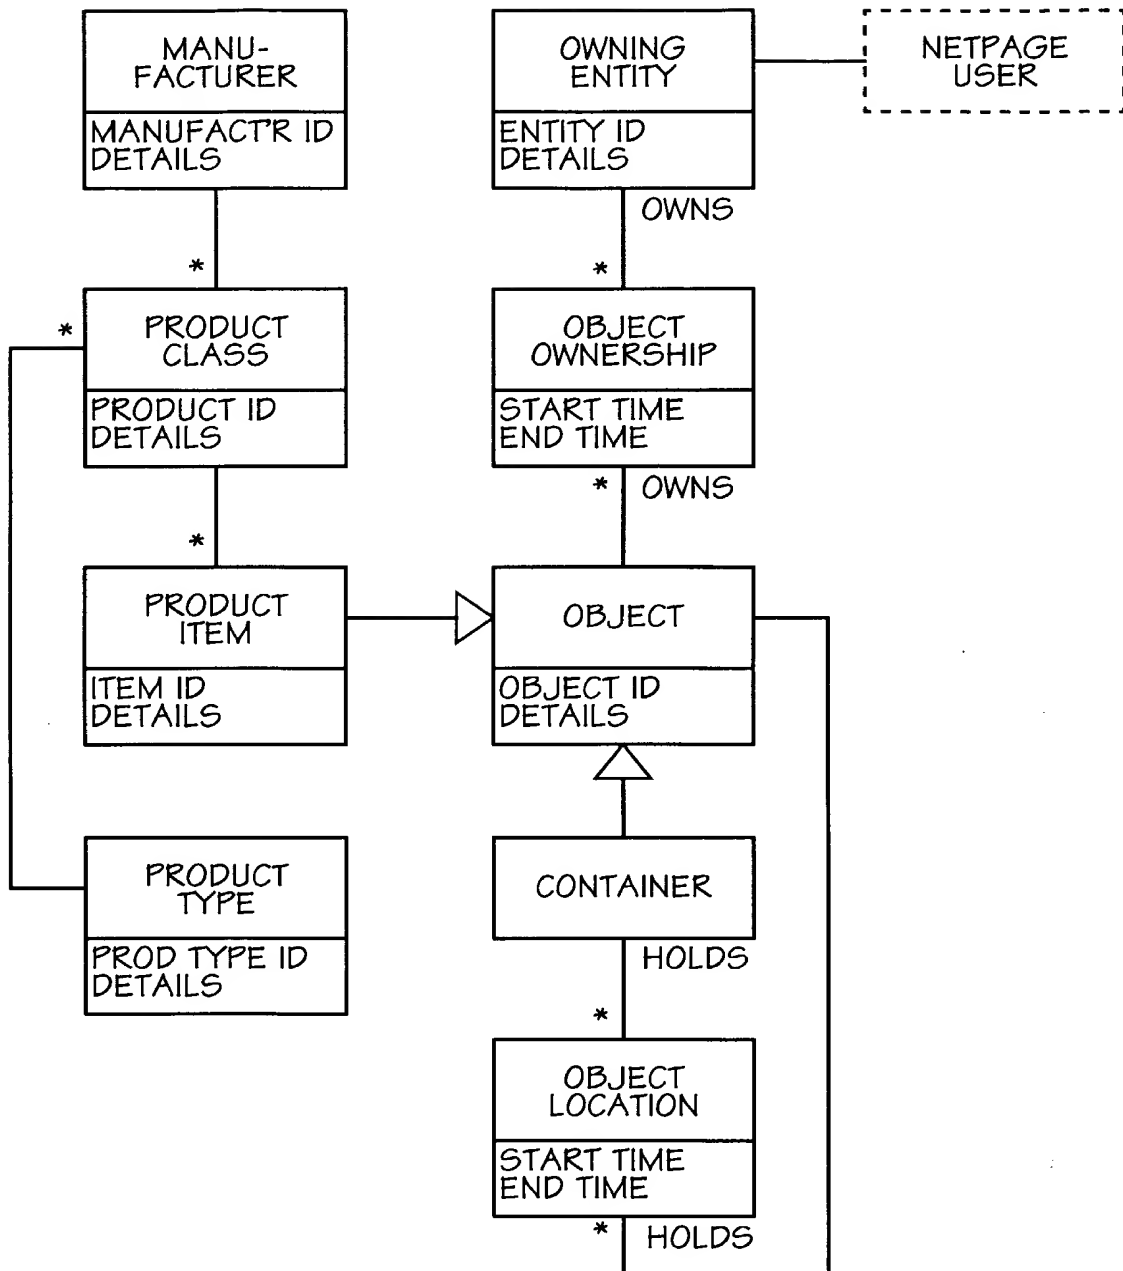 MANU-
FACTURER
MANUFACT'R ID
DETAILS
OWNING
ENTITY
ENTITY ID
DETAILS
NETPAGE
USER
OWNS
*
*
*
PRODUCT
CLASS
PRODUCT ID
DETAILS
OBJECT
OWNERSHIP
START TIME
END TIME
* OWNS
*
PRODUCT
ITEM
ITEM ID
DETAILS
OBJECT
OBJECT ID
DETAILS
PRODUCT
TYPE
PROD TYPE ID
DETAILS
CONTAINER
HOLDS
*
OBJECT
LOCATION
START TIME
END TIME
* HOLDS